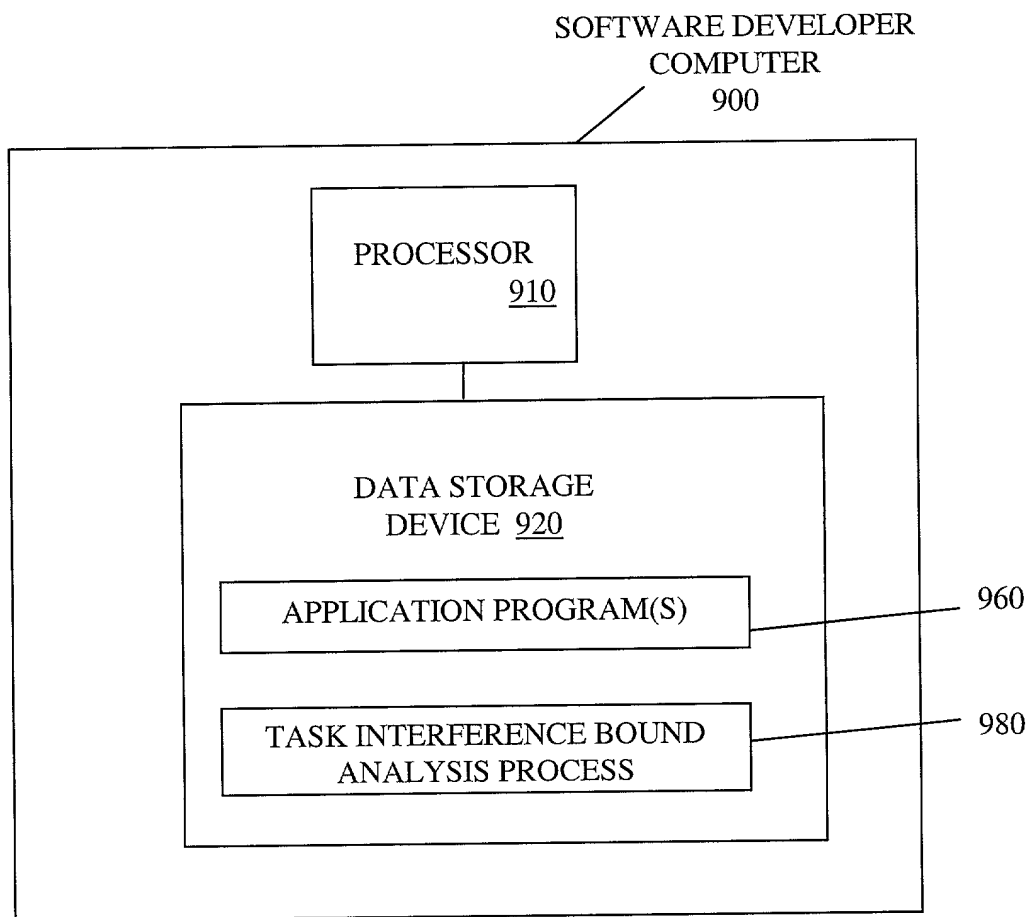 SOFTWARE DEVELOPER
COMPUTER
900
PROCESSOR
910
DATA STORAGE
DEVICE 920
APPLICATION PROGRAM(S)
960
TASK INTERFERENCE BOUND
ANALYSIS PROCESS
980